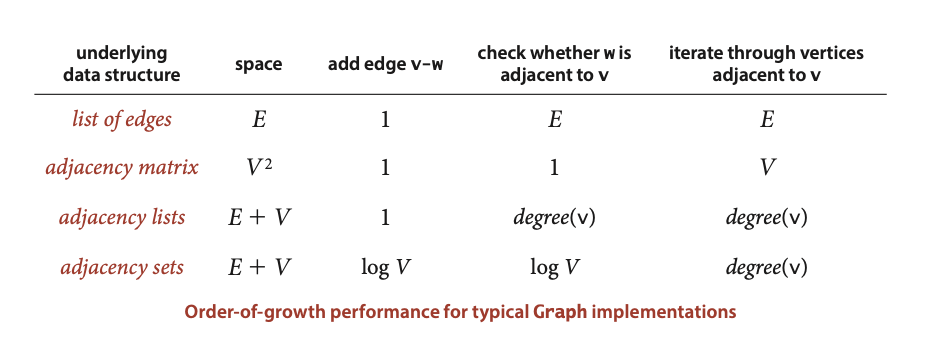 underlying data structure space add edge v-w check whether w is adjacent to v iterate through vertices adjacent to v
list of edges E 1 E E
adjacency matrix V² 1 1 V
adjacency lists E + V 1 degree(v) degree(v)
adjacency sets E + V log V log V degree(v)
Order-of-growth performance for typical Graph implementations